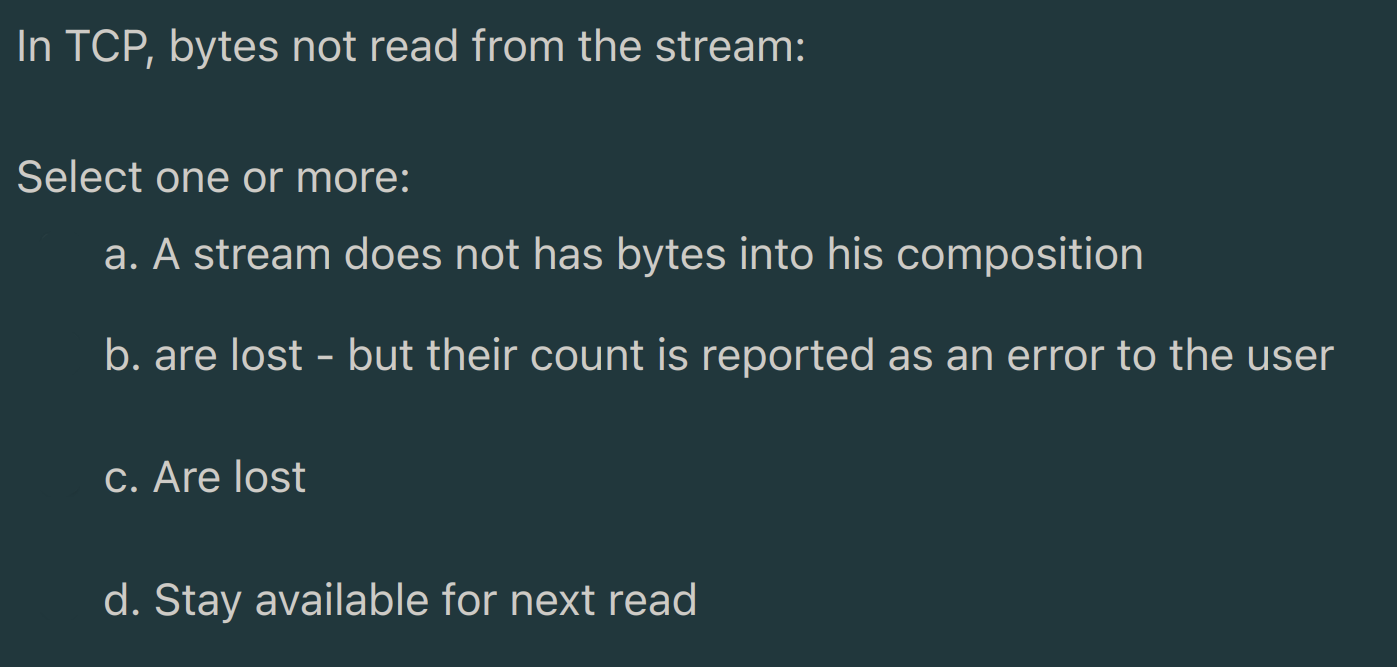 In TCP, bytes not read from the stream:
Select one or more:
a. A stream does not has bytes into his composition
b. are lost - but their count is reported as an error to the user
c. Are lost
d. Stay available for next read